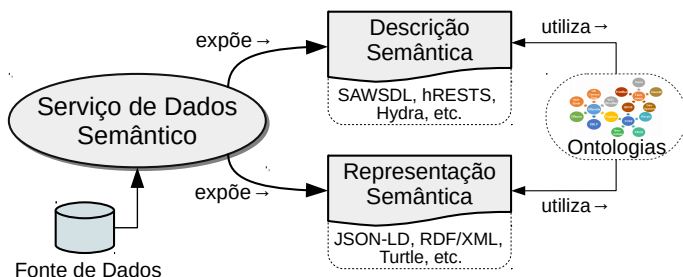 expõe→
Descrição
Semântica
utiliza→
SAWSDL, hRESTS,
Hydra, etc.
Serviço de Dados
Semântico
Ontologias
expõe→
Representação
Semântica
utiliza→
JSON-LD, RDF/XML,
Turtle, etc.
Fonte de Dados